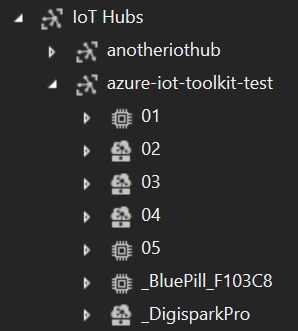 IoT Hubs
anotheriothub
azure-iot-toolkit-test
01
02
03
04
05
_BluePill_F103C8
_DigisparkPro